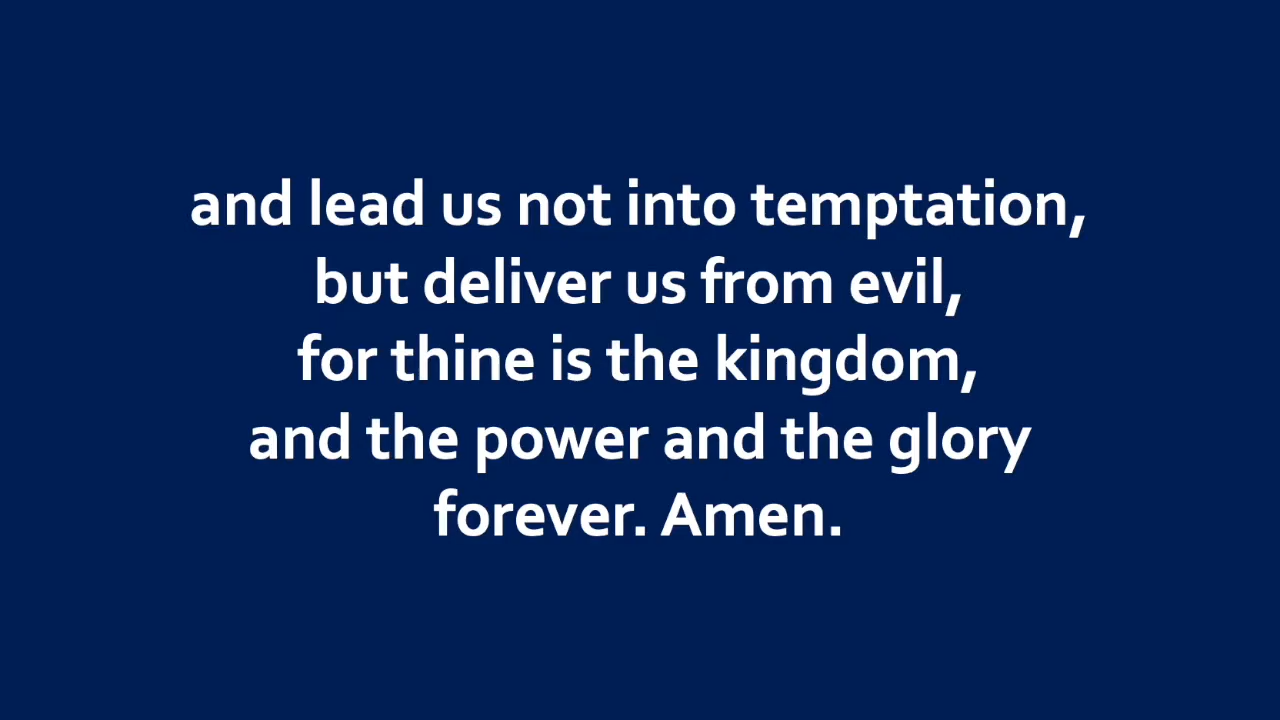 and lead us not into temptation,
but deliver us from evil,
for thine is the kingdom,
and the power and the glory
forever. Amen.